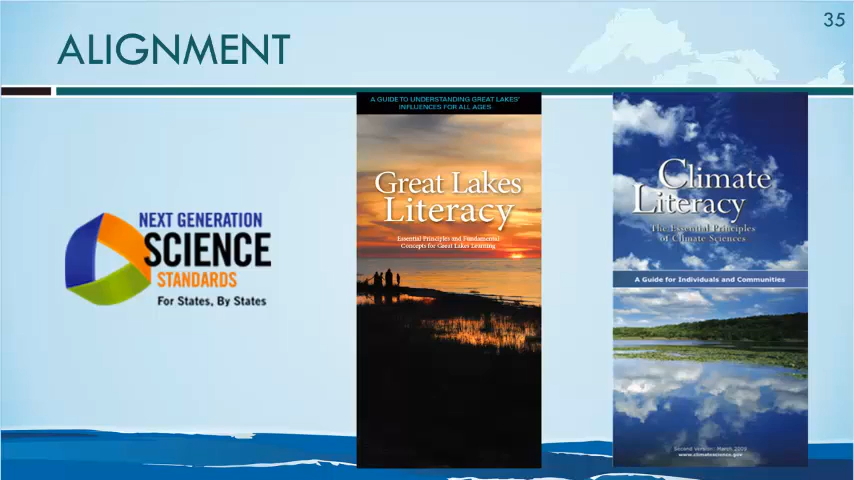 35
ALIGNMENT
NEXT GENERATION
SCIENCE
STANDARDS
For States, By States
A GUIDE TO UNDERSTANDING GREAT LAKES'
INFLUENCES FOR ALL AGES
Great Lakes
Literacy
Essential Principles and Fundamental
Concepts for Great Lakes Learning
Climate
Literacy
The Essential Principles
of Climate Sciences
A Guide for Individuals and Communities
Second Version: March 2009
www.climatescience.gov